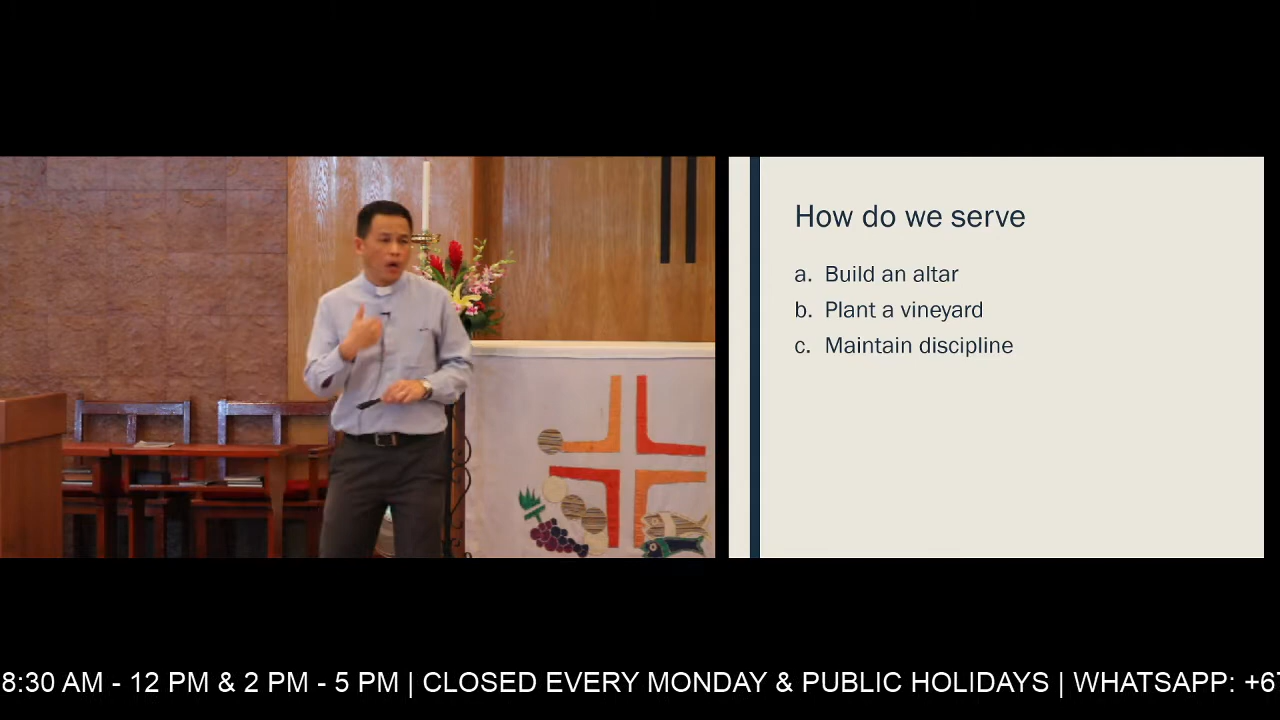 How do we serve
a. Build an altar
b. Plant a vineyard
c. Maintain discipline
8:30 AM - 12 PM & 2 PM - 5 PM | CLOSED EVERY MONDAY & PUBLIC HOLIDAYS | WHATSAPP: +67